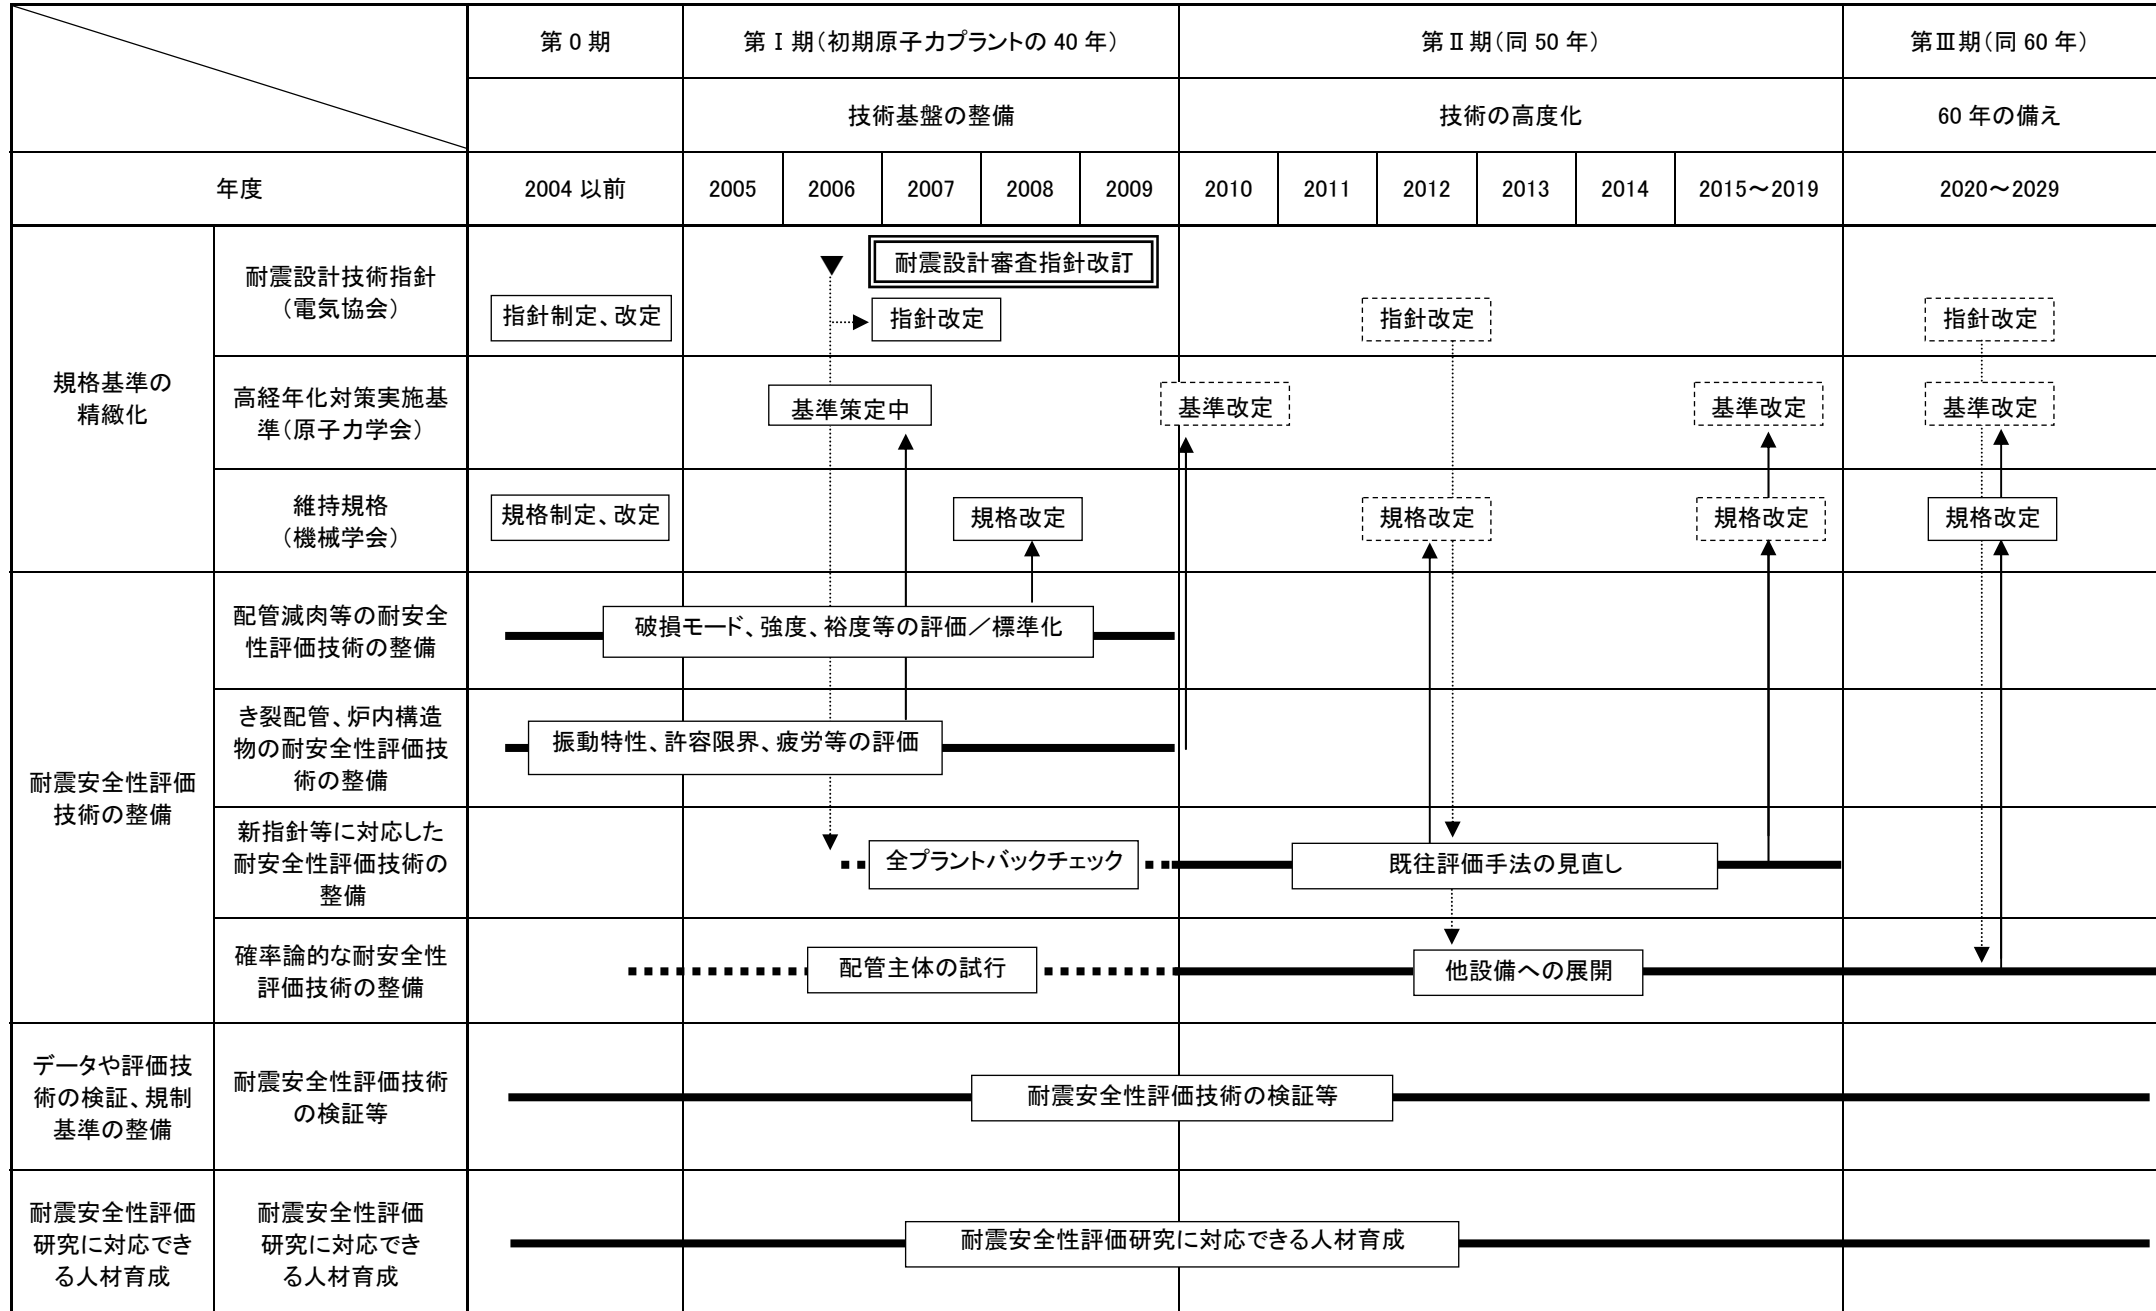 第 0 期
第 Ⅰ 期（初期原子力プラントの 40 年）
第 Ⅱ 期（同 50 年）
第Ⅲ期（同 60 年）
技術基盤の整備
技術の高度化
60 年の備え
年度
2004 以前
2005
2006
2007
2008
2009
2010
2011
2012
2013
2014
2015～2019
2020～2029
規格基準の
精緻化
耐震設計技術指針
（電気協会）
指針制定、改定
耐震設計審査指針改訂
指針改定
指針改定
指針改定
高経年化対策実施基
準（原子力学会）
基準策定中
基準改定
基準改定
基準改定
維持規格
（機械学会）
規格制定、改定
規格改定
規格改定
規格改定
規格改定
耐震安全性評価
技術の整備
配管減肉等の耐安全
性評価技術の整備
破損モード、強度、裕度等の評価／標準化
き裂配管、炉内構造
物の耐安全性評価技
術の整備
振動特性、許容限界、疲労等の評価
新指針等に対応した
耐安全性評価技術の
整備
全プラントバックチェック
既往評価手法の見直し
確率論的な耐安全性
評価技術の整備
配管主体の試行
他設備への展開
データや評価技
術の検証、規制
基準の整備
耐震安全性評価技術
の検証等
耐震安全性評価技術の検証等
耐震安全性評価
研究に対応でき
る人材育成
耐震安全性評価
研究に対応でき
る人材育成
耐震安全性評価研究に対応できる人材育成